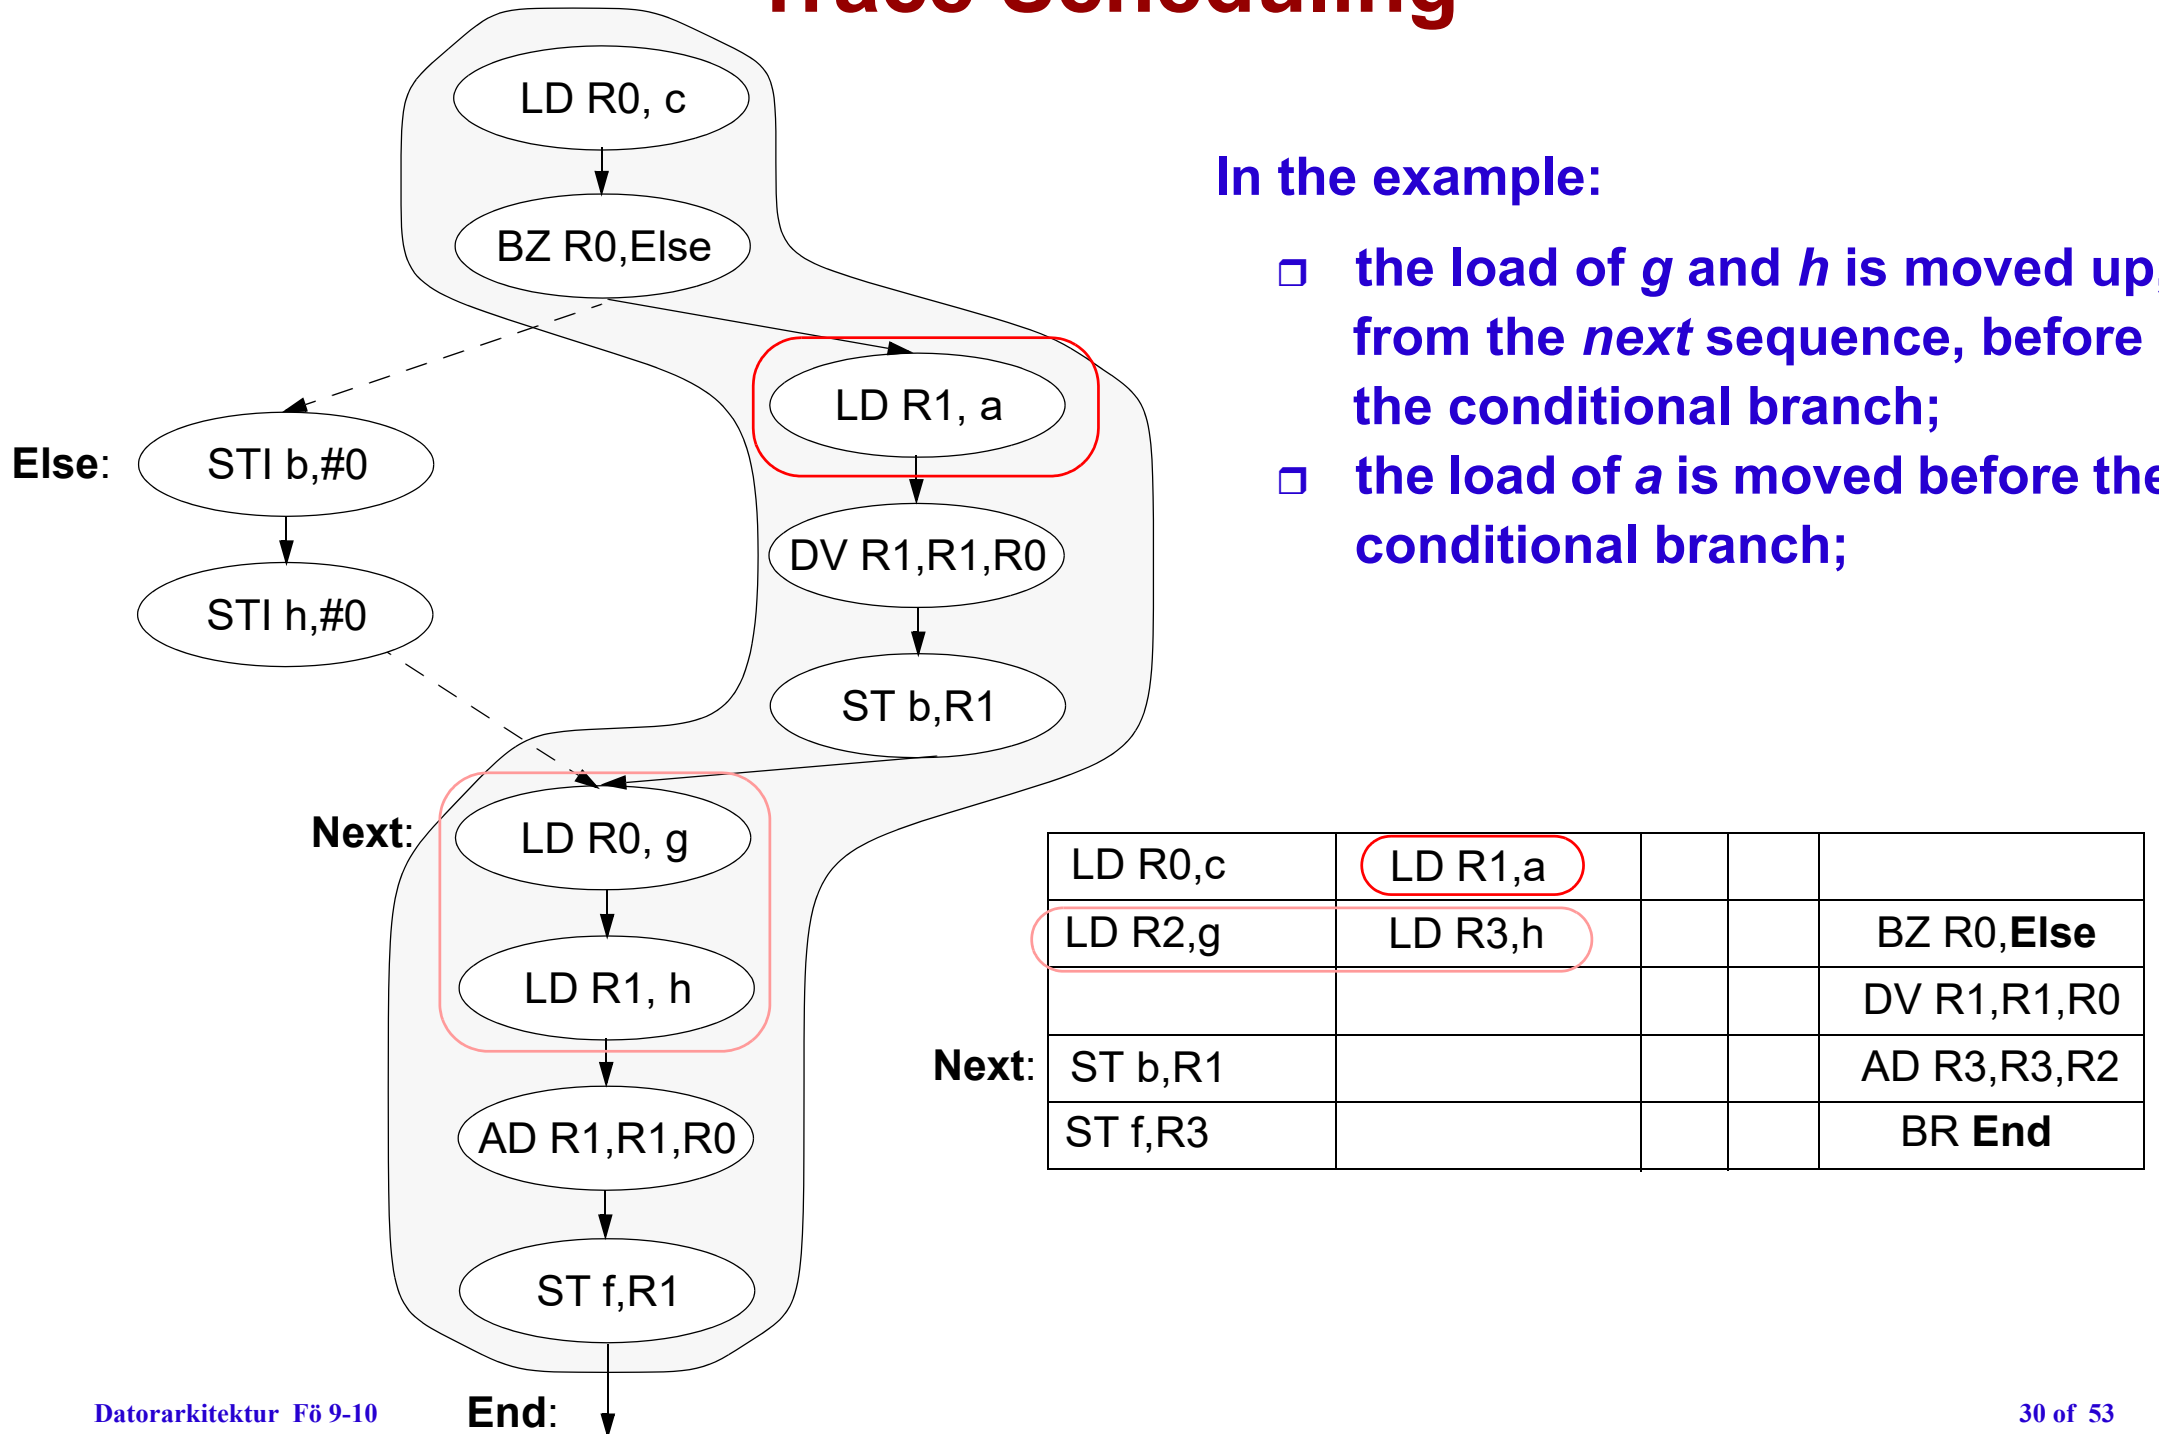 Trace Scheduling
LD R0, c
BZ R0,Else
LD R1, a
Else: STI b,#0
DV R1,R1,R0
STI h,#0
ST b,R1
Next: LD R0, g
LD R1, h
AD R1,R1,R0
ST f,R1
End:
In the example:
❒ the load of g and h is moved up,
from the next sequence, before
the conditional branch;
❒ the load of a is moved before the
conditional branch;
LD R0,c LD R1,a
LD R2,g LD R3,h BZ R0,Else
DV R1,R1,R0
Next: ST b,R1 AD R3,R3,R2
ST f,R3 BR End
Datorarkitektur Fö 9-10
30 of 53